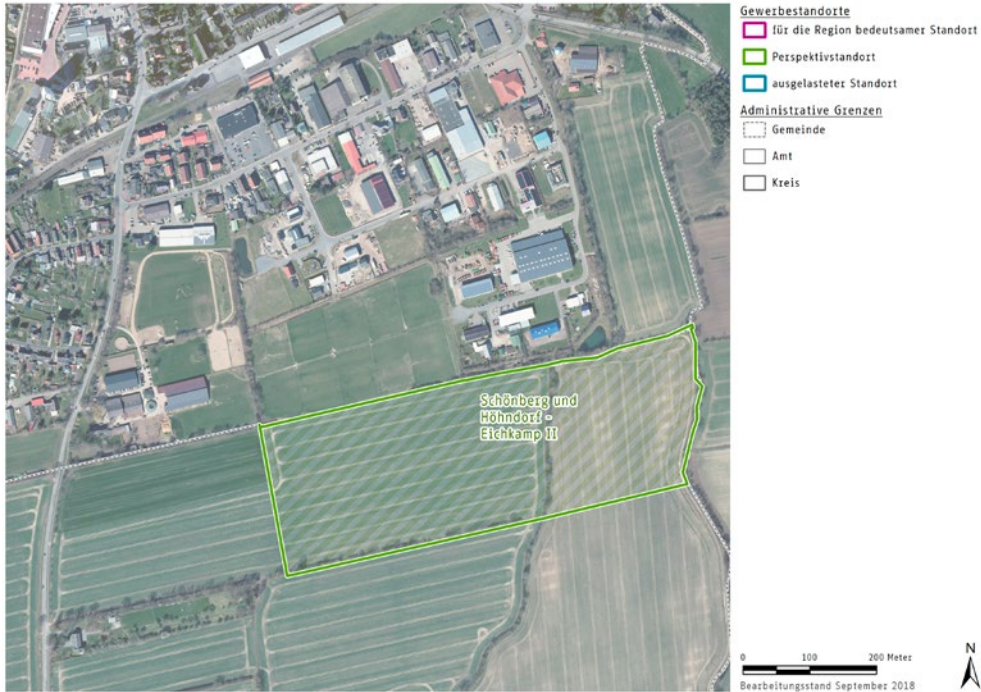 Gewerbestandorte
für die Region bedeutsamer Standort
Perspektivstandort
ausgelasteter Standort
Administrative Grenzen
Gemeinde
Amt
Kreis
Schönberg und
Höhndorf -
Eichkamp II
0 100 200 Meter
Bearbeitungsstand September 2018
N